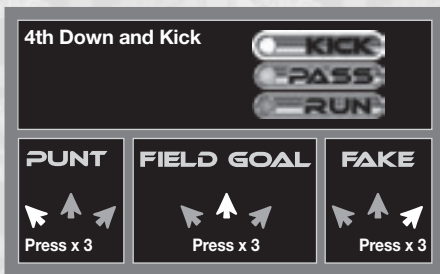 4th Down and Kick
KICK
PASS
RUN
PUNT
FIELD GOAL
FAKE
Press x 3
Press x 3
Press x 3